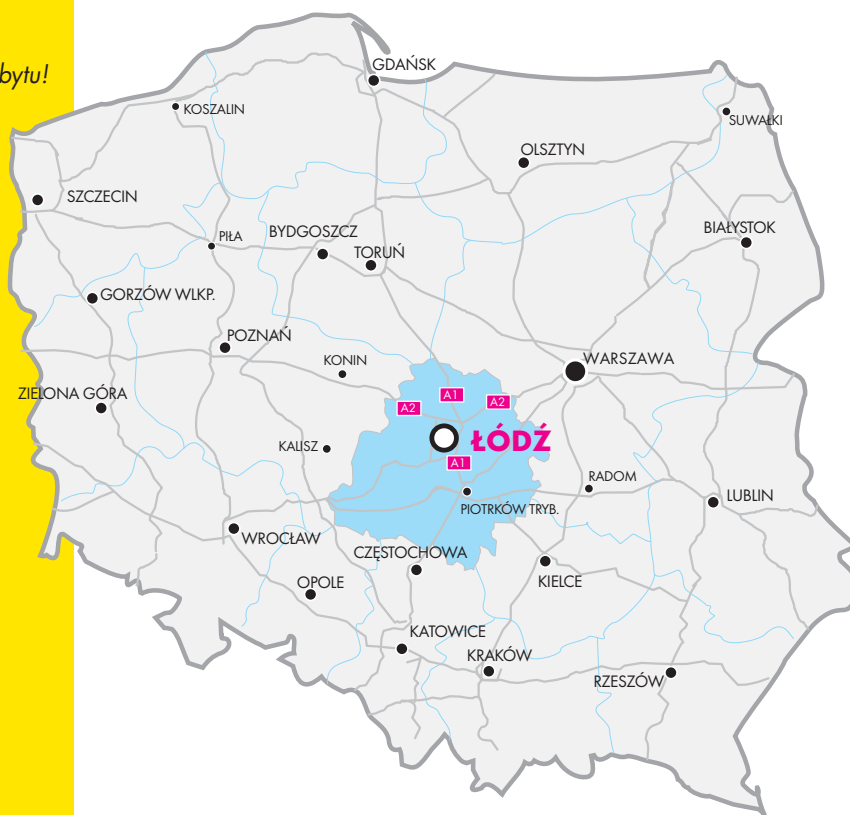 bytu!
GDAŃSK
KOSZALIN
SUWAŁKI
OLSZTYN
SZCZECIN
BIAŁYSTOK
PIŁA
BYDGOSZCZ
TORUŃ
GORZÓW WLKP.
POZNAŃ
WARSZAWA
KONIN
ZIELONA GÓRA
A1
A2
A2
ŁÓDŹ
KALISZ
A1
RADOM
LUBLIN
PIOTRKÓW TRYB.
WROCŁAW
CZĘSTOCHOWA
OPOLE
KIELCE
KATOWICE
KRAKÓW
RZESZÓW